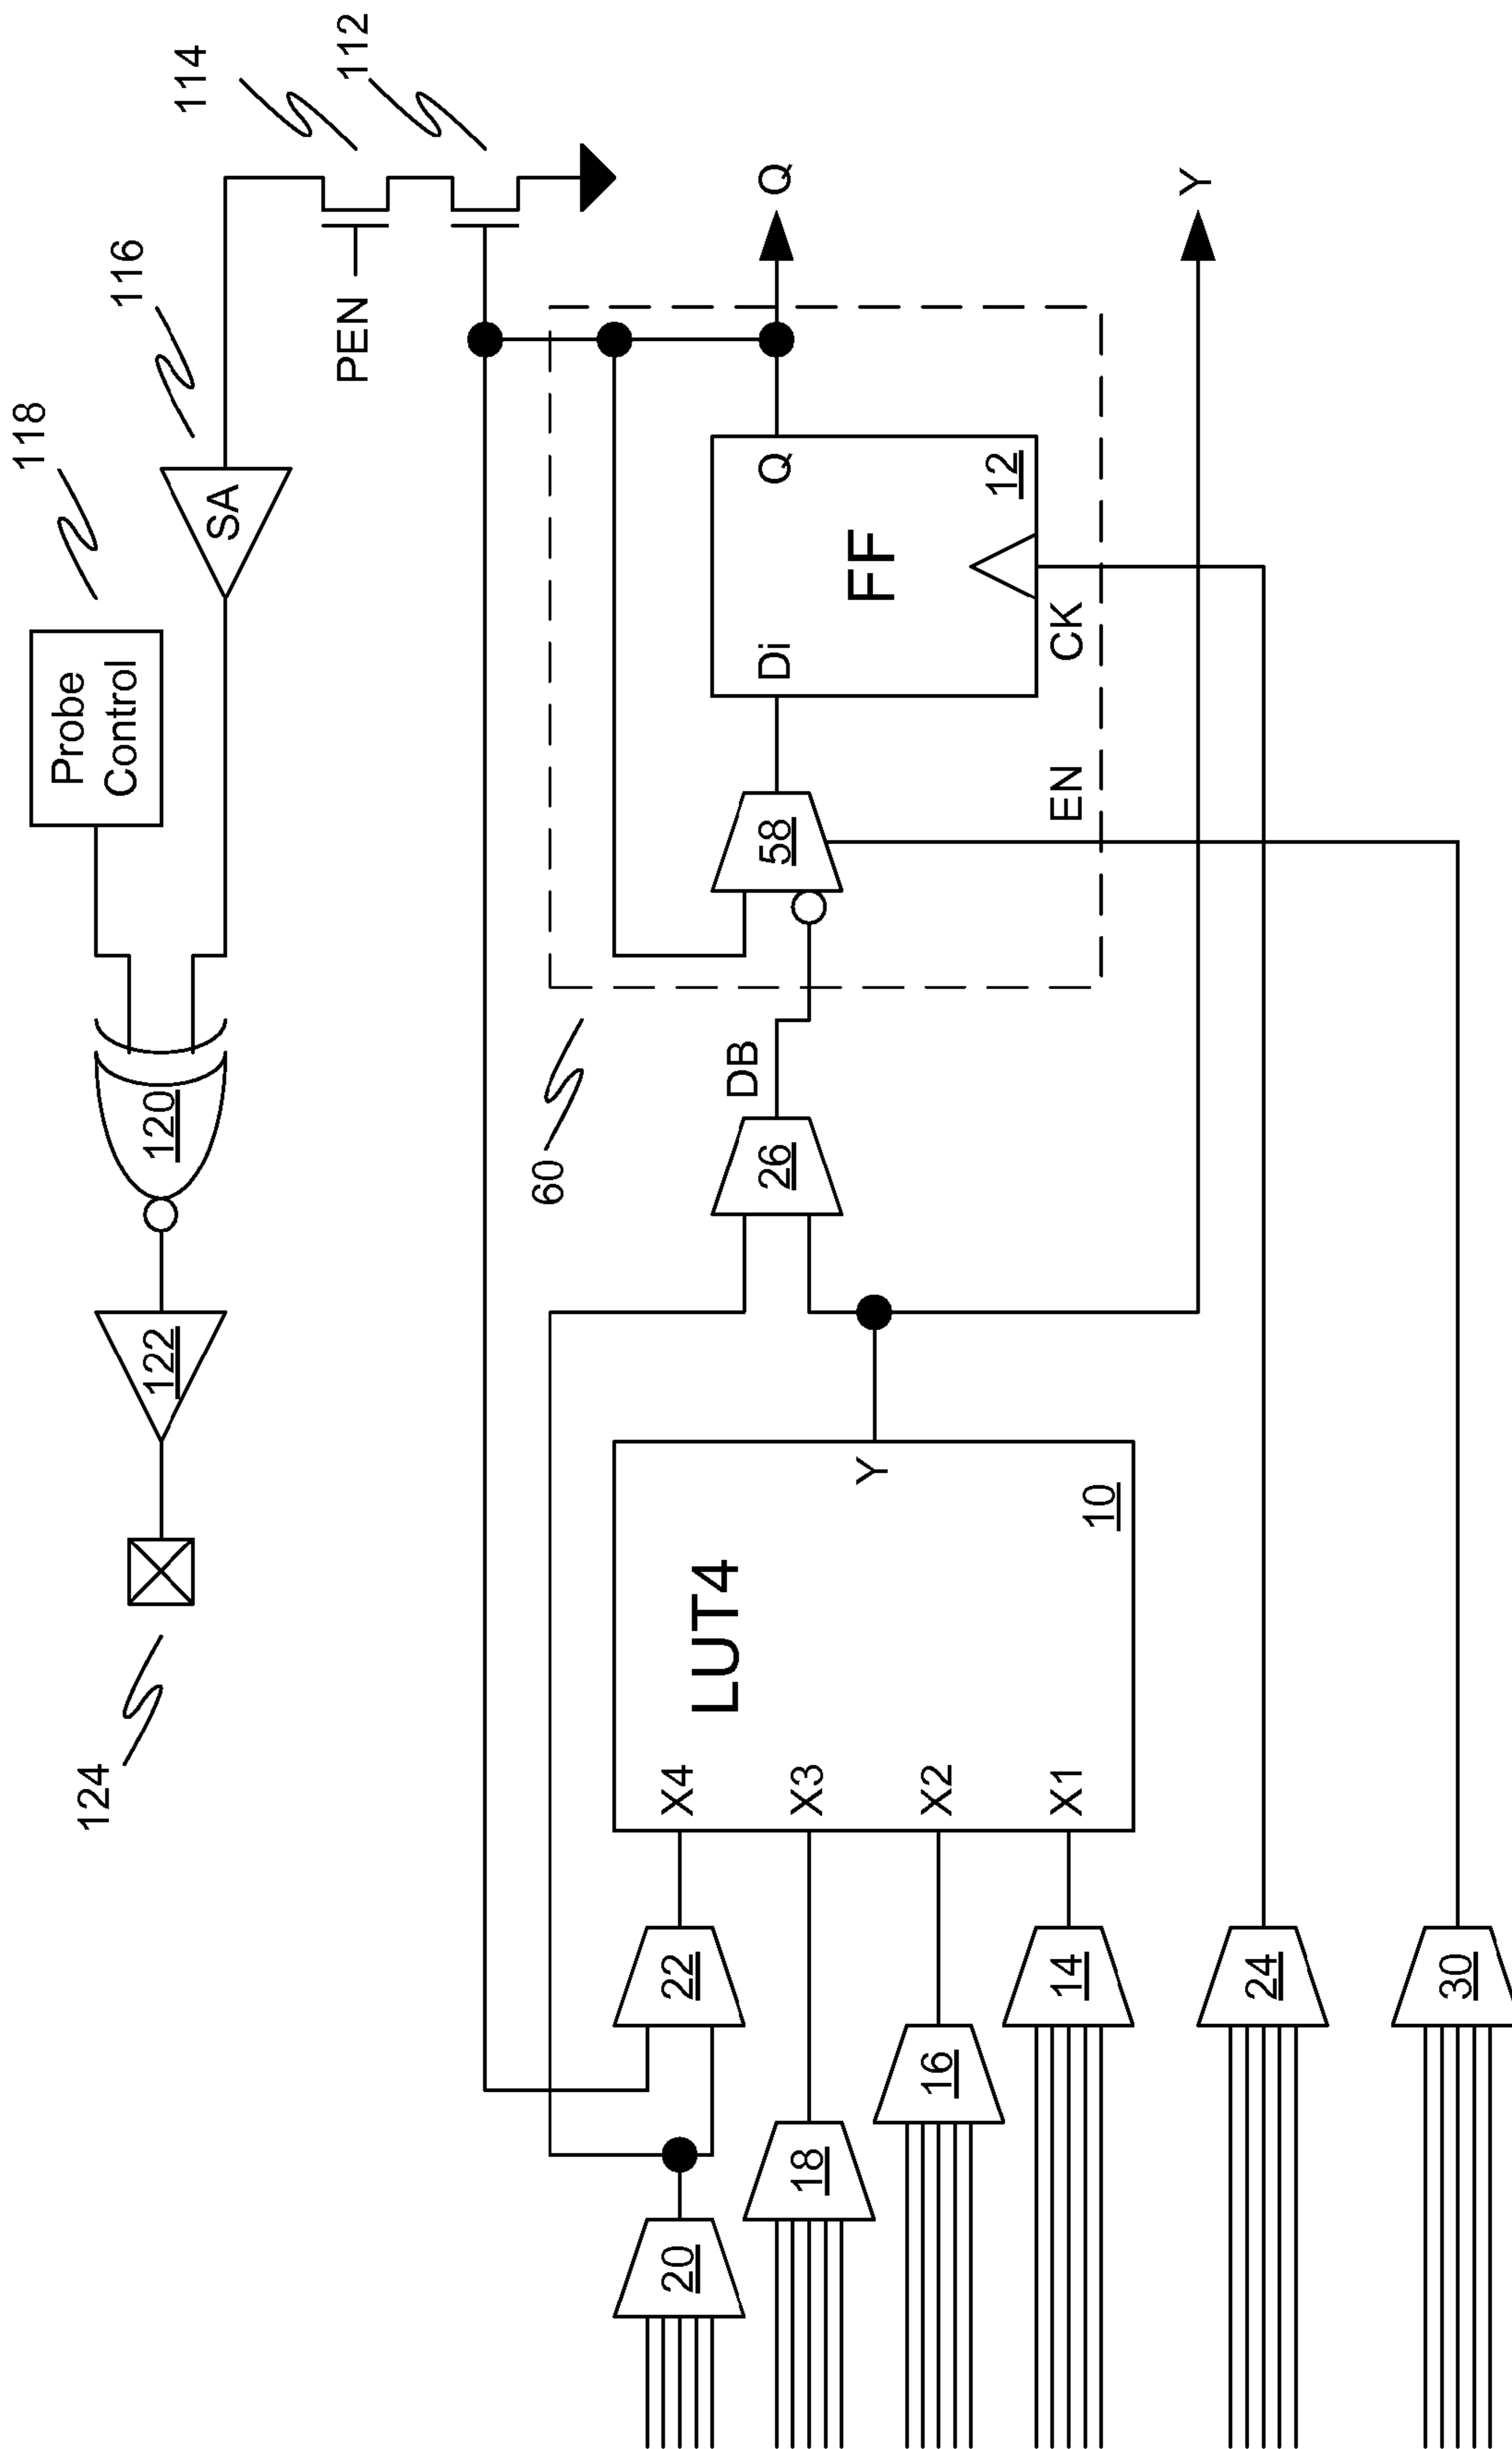 124
122
120
Probe
Control
118
SA
116
114
112
PEN
60
20
22
X4
LUT4
DB
26
58
Di
Q
FF
12
Q
18
X3
Y
16
X2
14
X1
10
EN
CK
24
Y
30